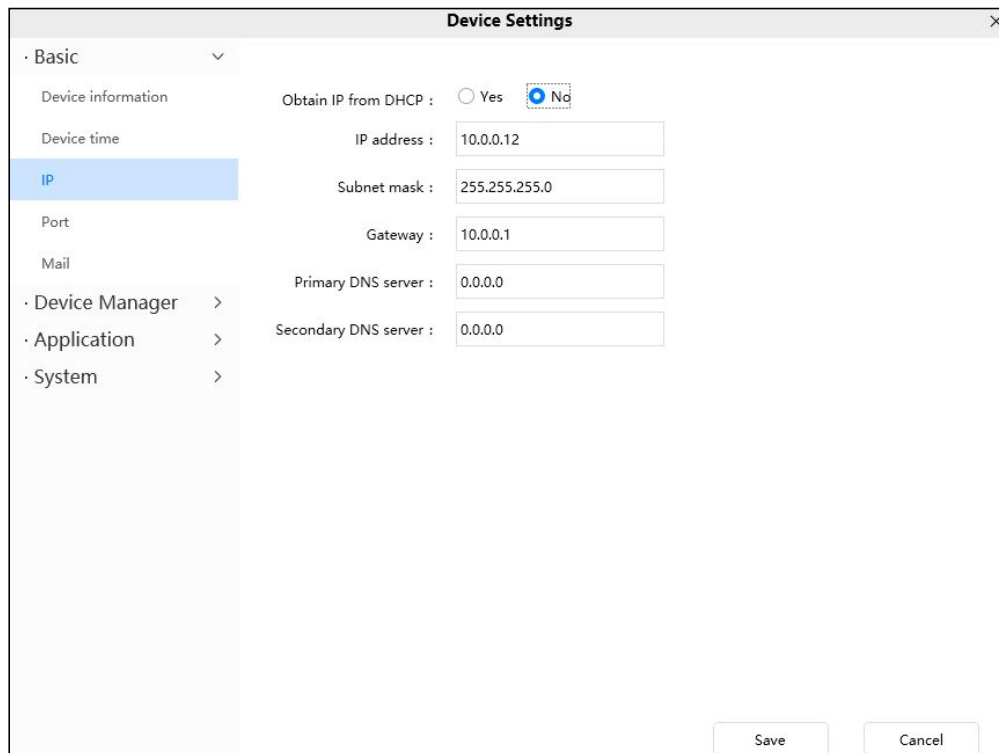 Device Settings
· Basic
Device information
Device time
IP
Port
Mail
· Device Manager
· Application
· System
Obtain IP from DHCP : Yes No
IP address : 10.0.0.12
Subnet mask : 255.255.255.0
Gateway : 10.0.0.1
Primary DNS server : 0.0.0.0
Secondary DNS server : 0.0.0.0
Save Cancel